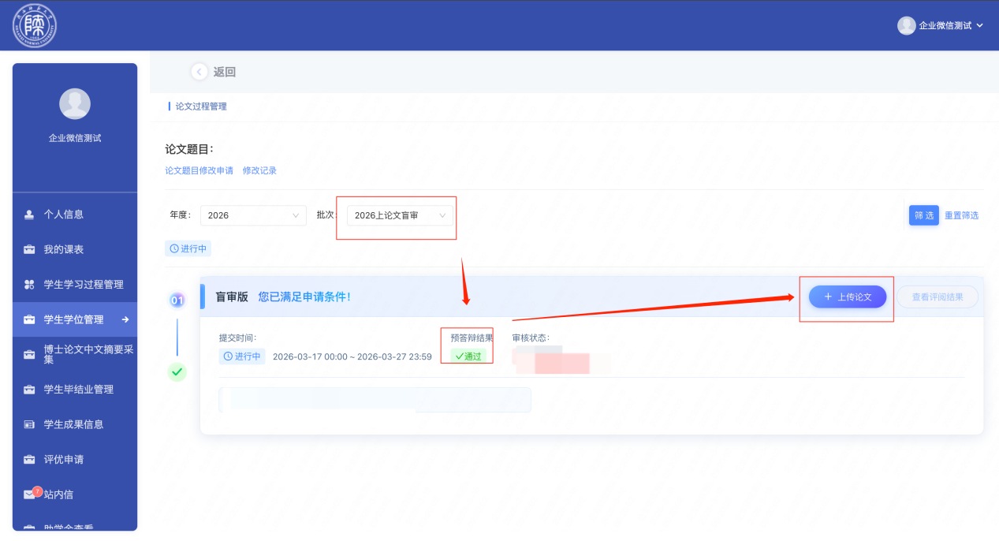 企业微信测试
返回
企业微信测试
论文过程管理
论文题目：
论文题目修改申请 修改记录
年度： 2026 批次： 2026上论文盲审 筛 选 重置筛选
进行中
01 盲审版 您已满足申请条件！ + 上传论文 查看评阅结果
提交时间： 预答辩结果 审核状态：
进行中 2026-03-17 00:00 ~ 2026-03-27 23:59 通过
个人信息
我的课表
学生学习过程管理
学生学位管理
博士论文中文摘要采
集
学生毕结业管理
学生成果信息
评优申请
7
站内信
助学金查看